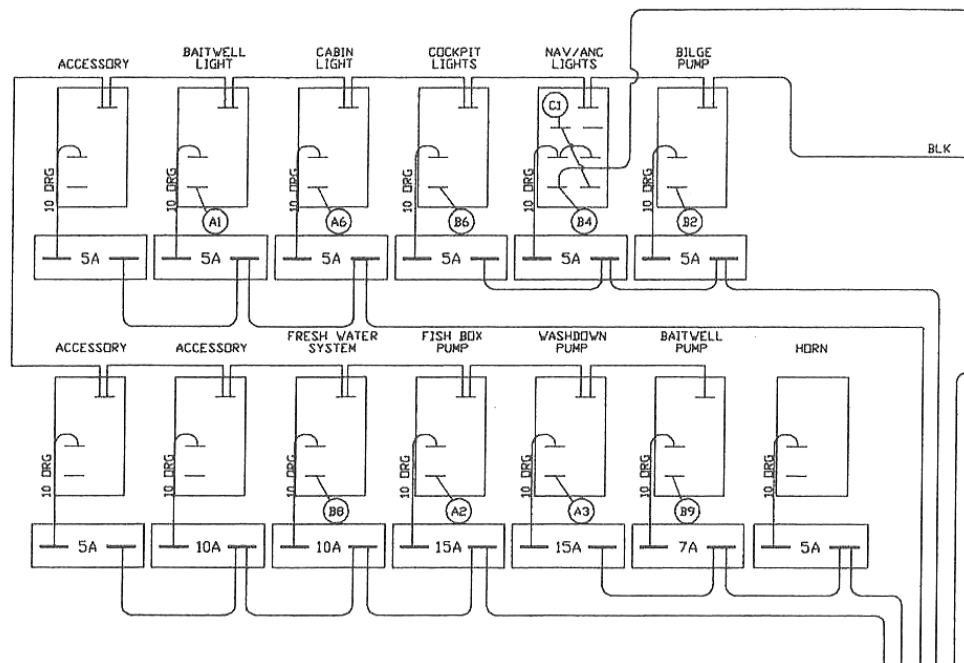 ACCESSORY
BAITWELL
LIGHT
CABIN
LIGHT
COCKPIT
LIGHTS
NAV/ANC
LIGHTS
BILGE
PUMP
C1
BLK
10 ORG
10 ORG
10 ORG
10 ORG
10 ORG
10 ORG
A1
A6
B6
B4
B2
5A
5A
5A
5A
5A
5A
ACCESSORY
ACCESSORY
FRESH WATER
SYSTEM
FISH BOX
PUMP
WASHDOWN
PUMP
BAITWELL
PUMP
HORN
10 ORG
10 ORG
10 ORG
10 ORG
10 ORG
10 ORG
10 ORG
B8
A2
A3
B9
5A
10A
10A
15A
15A
7A
5A